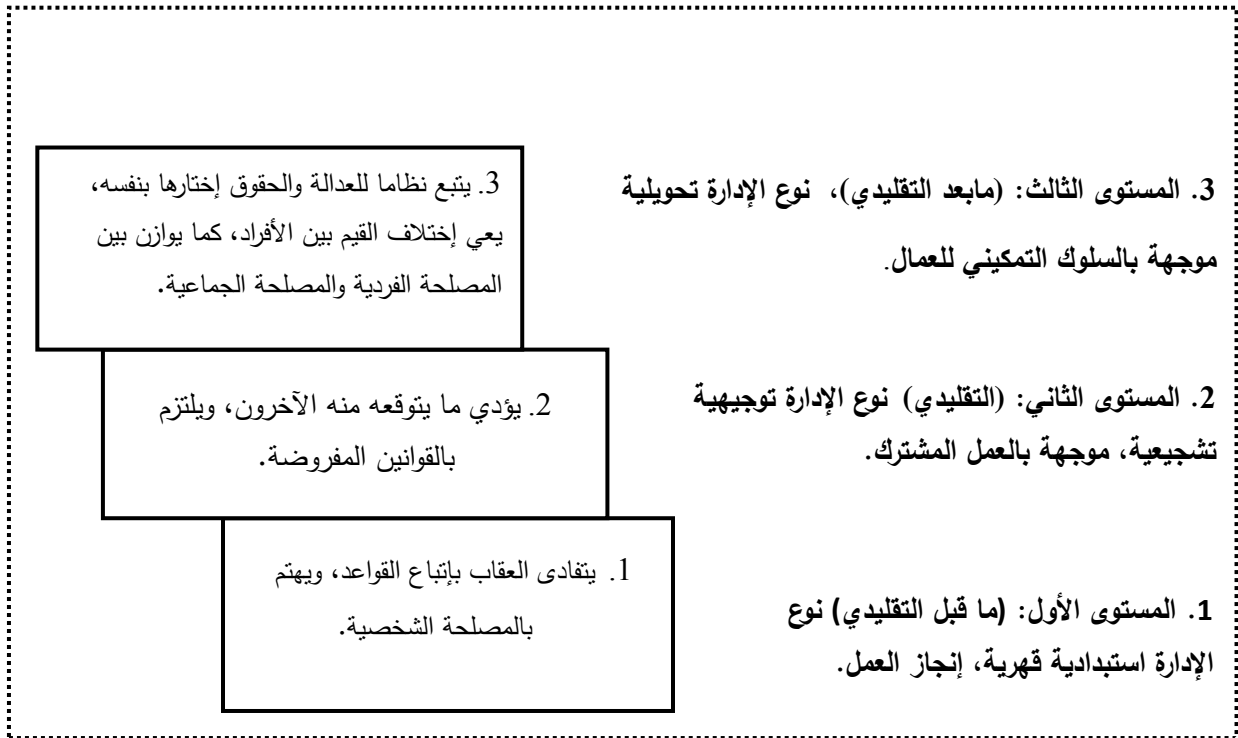 3. المستوى الثالث: (مابعد التقليدي)، نوع الإدارة تحويلية
موجهة بالسلوك التمكيني للعمال.
3. يتبع نظاما للعدالة والحقوق إختارها بنفسه،
يعي إختلاف القيم بين الأفراد، كما يوازن بين
المصلحة الفردية والمصلحة الجماعية.
2. المستوى الثاني: (التقليدي) نوع الإدارة توجيهية
تشجيعية، موجهة بالعمل المشترك.
2. يؤدي ما يتوقعه منه الآخرون، ويلتزم
بالقوانين المفروضة.
1. المستوى الأول: (ما قبل التقليدي) نوع
الإدارة استبدادية قهرية، إنجاز العمل.
1. يتفادى العقاب بإتباع القواعد، ويهتم
بالمصلحة الشخصية.